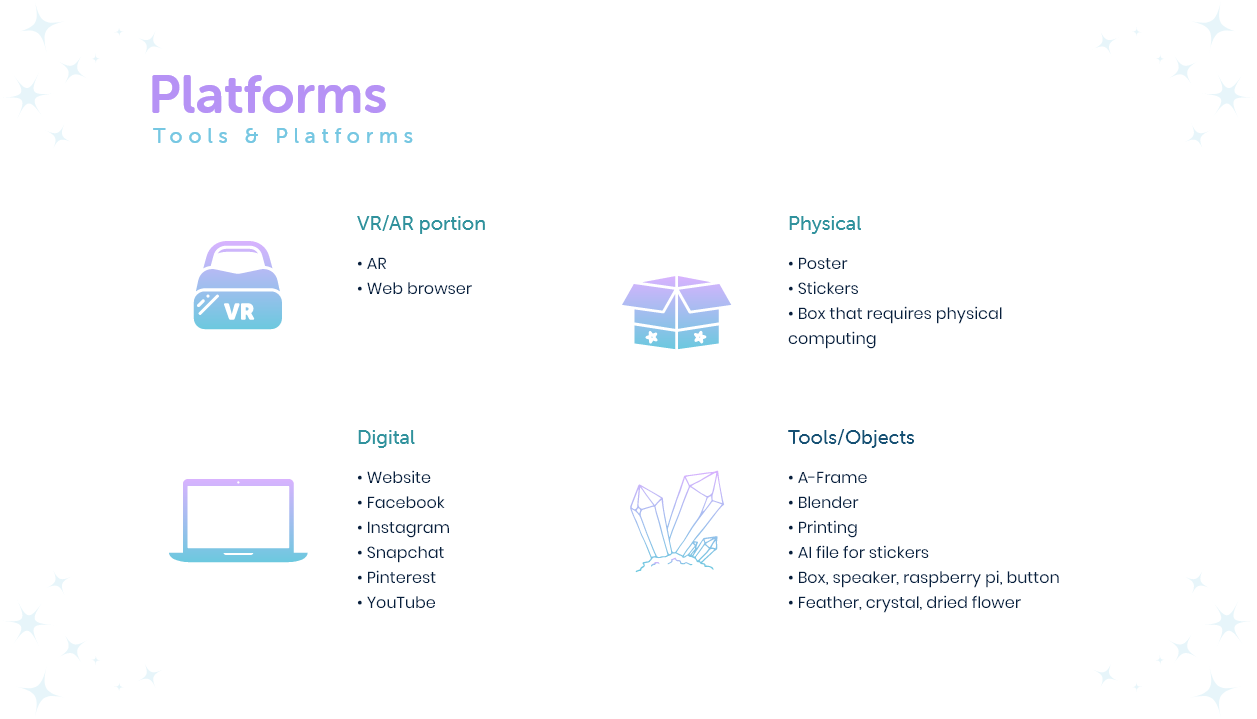 Platforms
Tools & Platforms
VR/AR portion
• AR
• Web browser
VR
Physical
• Poster
• Stickers
• Box that requires physical
computing
Digital
• Website
• Facebook
• Instagram
• Snapchat
• Pinterest
• YouTube
Tools/Objects
• A-Frame
• Blender
• Printing
• AI file for stickers
• Box, speaker, raspberry pi, button
• Feather, crystal, dried flower